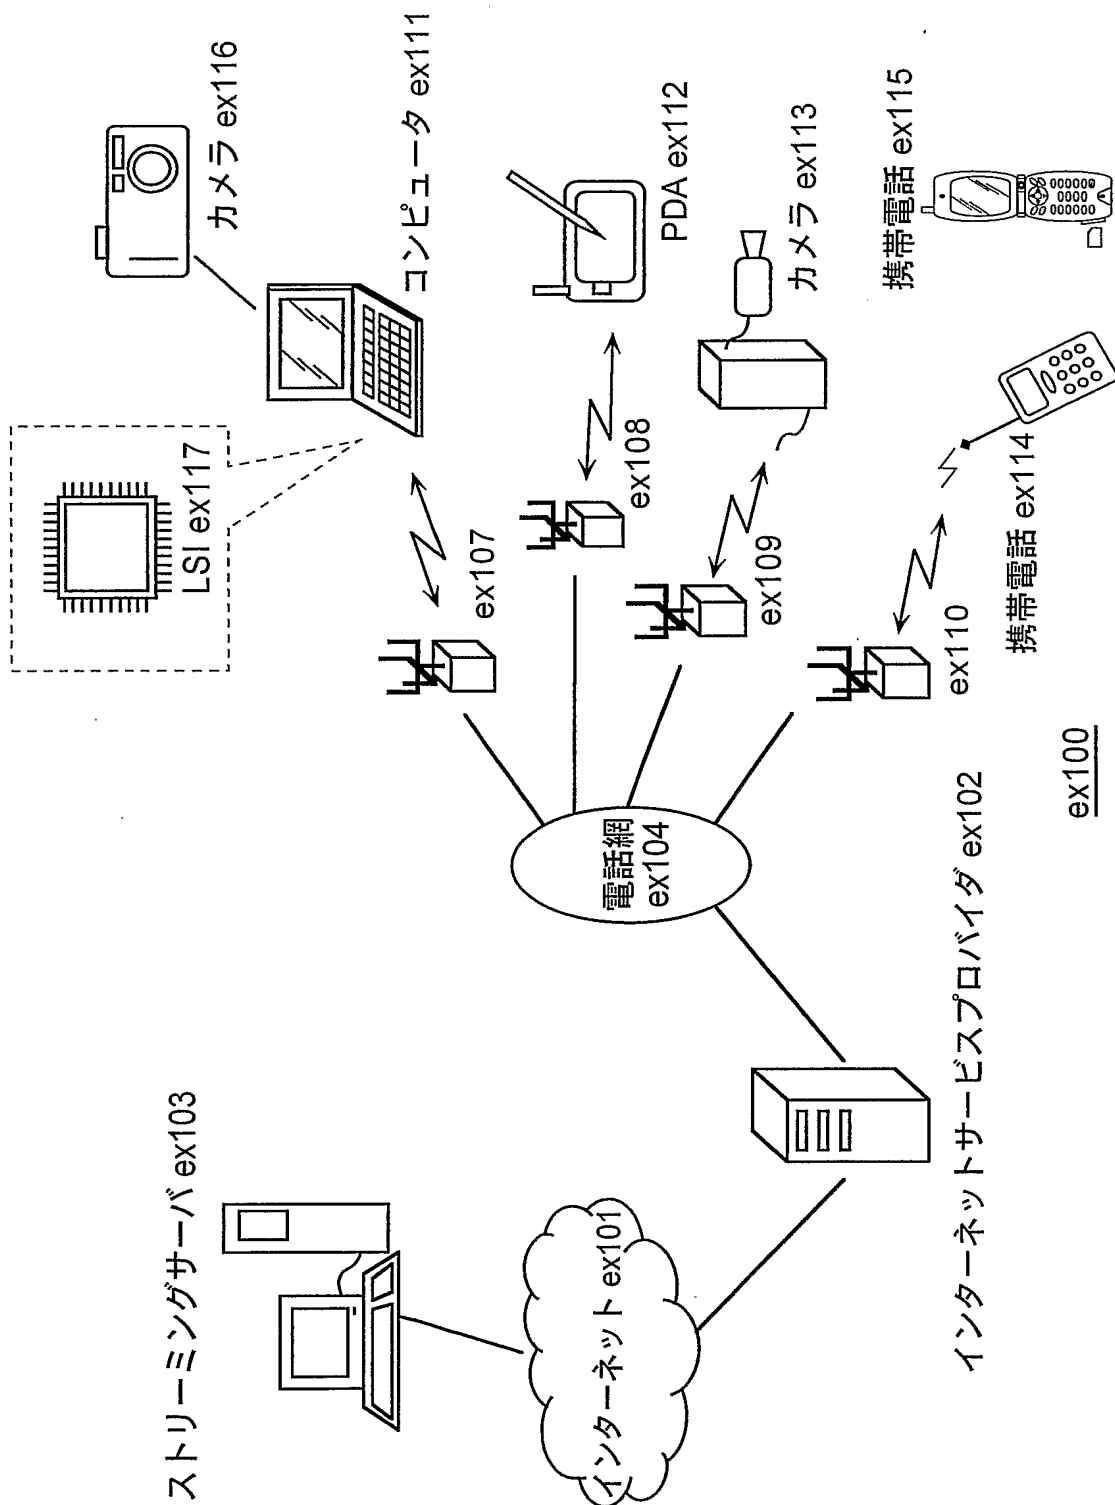 カメラ ex116
コンピュータ ex111
LSI ex117
ex107
PDA ex112
ex108
カメラ ex113
ex109
携帯電話 ex115
携帯電話 ex114
ex110
電話網
ex104
ストリーミングサーバ ex103
インターネット ex101
インターネットサービスプロバイダ ex102
ex100